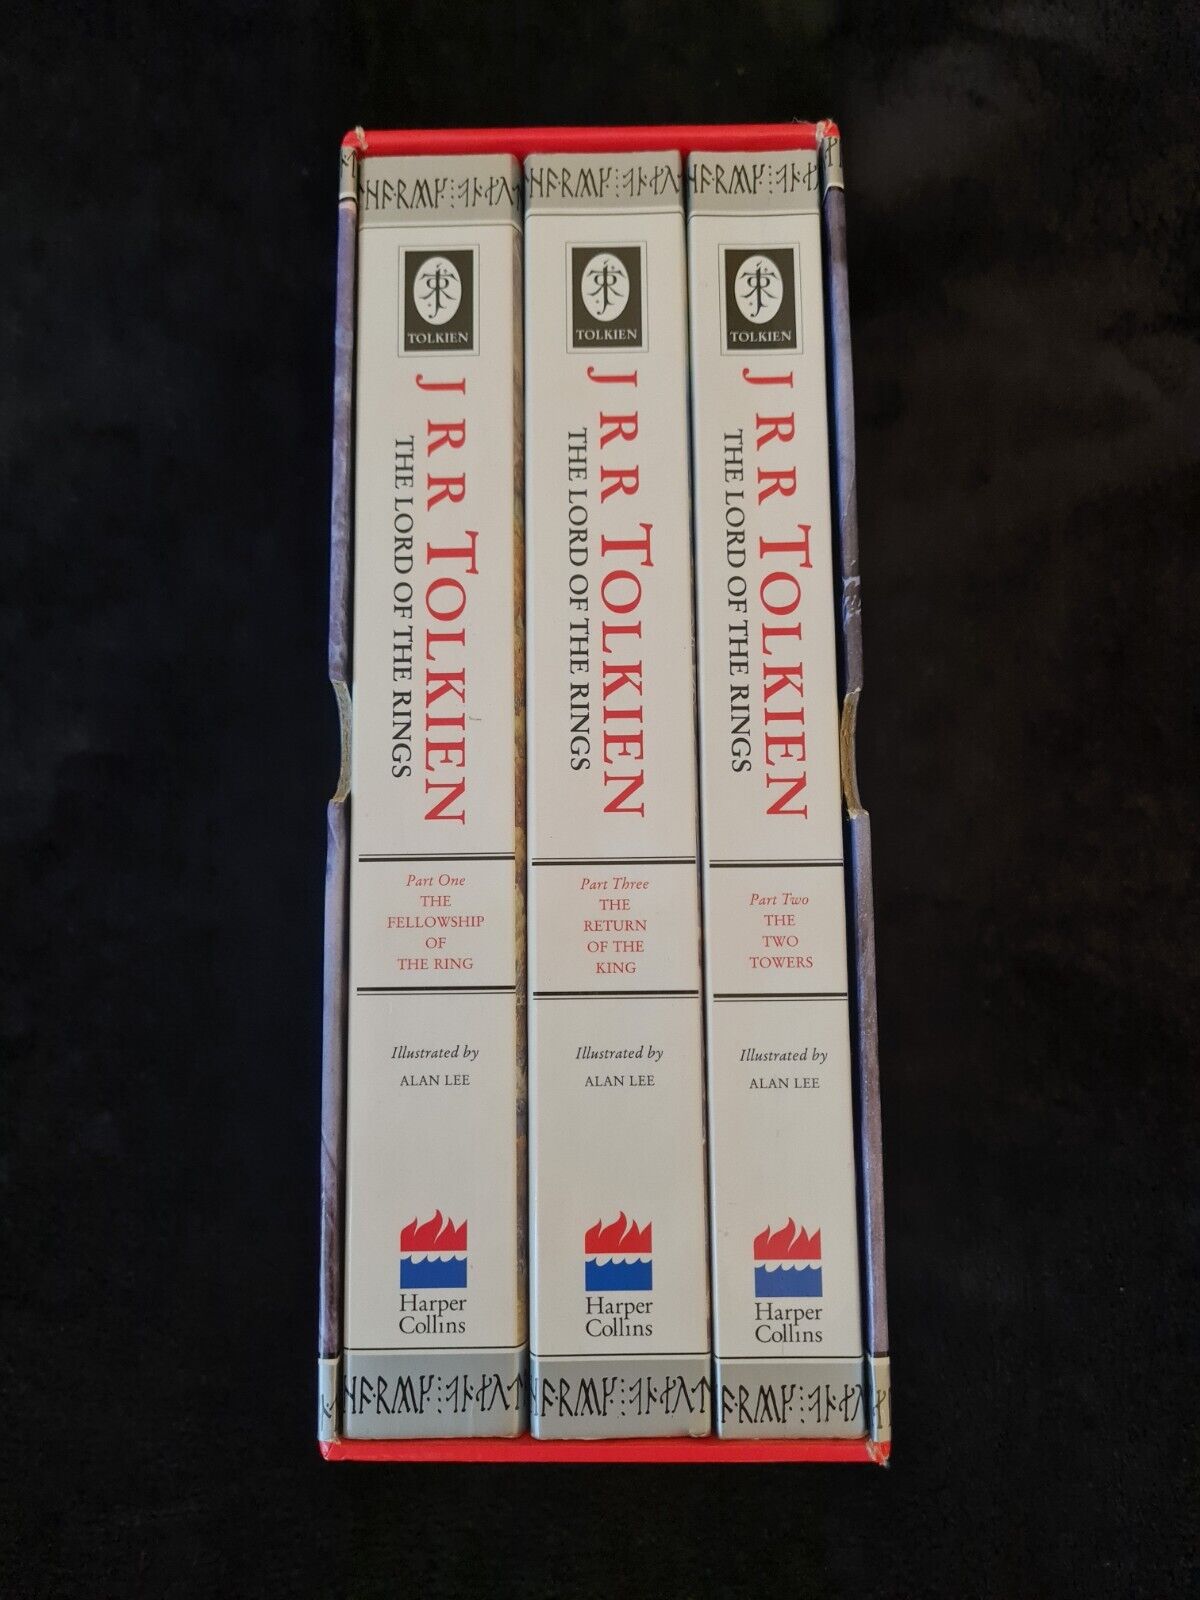 TOLKIEN
J R R TOLKIEN
THE LORD OF THE RINGS
Part One
THE
FELLOWSHIP
OF
THE RING
Illustrated by
ALAN LEE
Harper
Collins
TOLKIEN
J R R TOLKIEN
THE LORD OF THE RINGS
Part Three
THE
RETURN
OF THE
KING
Illustrated by
ALAN LEE
Harper
Collins
TOLKIEN
J R R TOLKIEN
THE LORD OF THE RINGS
Part Two
THE
TWO
TOWERS
Illustrated by
ALAN LEE
Harper
Collins